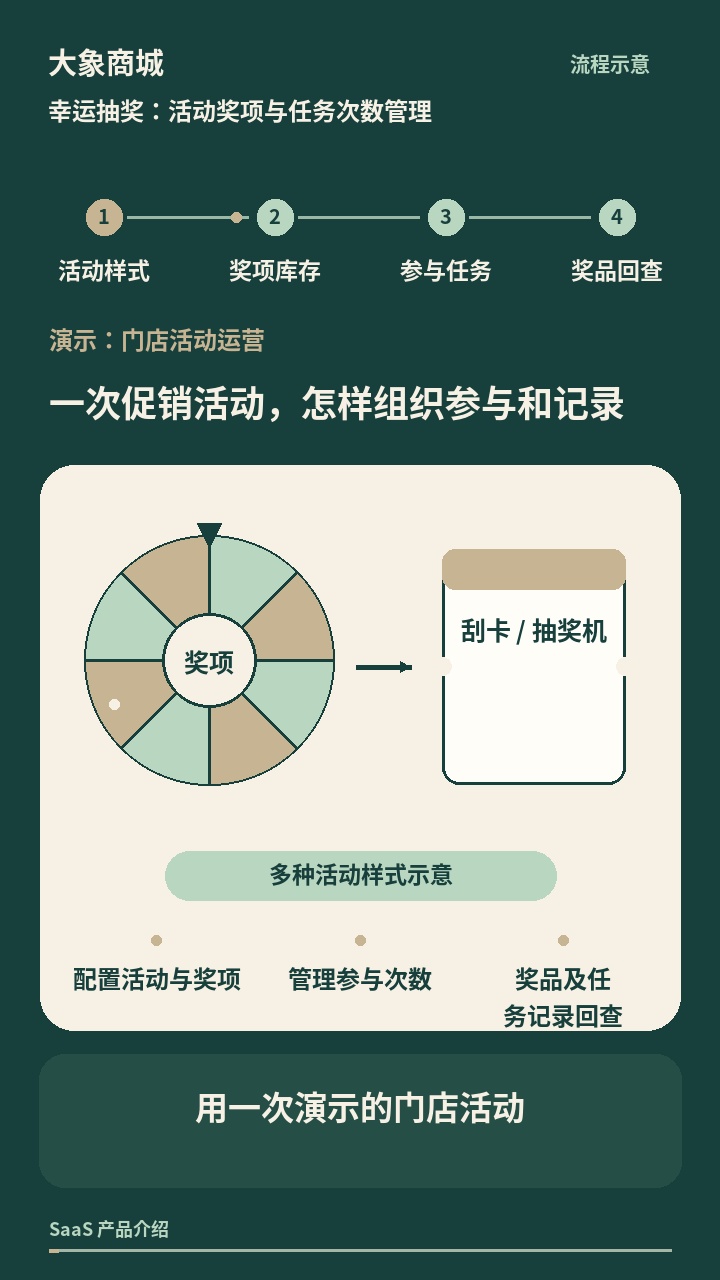 大象商城
流程示意
幸运抽奖：活动奖项与任务次数管理
1
2
3
4
活动样式
奖项库存
参与任务
奖品回查
演示：门店活动运营
一次促销活动，怎样组织参与和记录
奖项
刮卡 / 抽奖机
多种活动样式示意
配置活动与奖项
管理参与次数
奖品及任
务记录回查
用一次演示的门店活动
SaaS 产品介绍